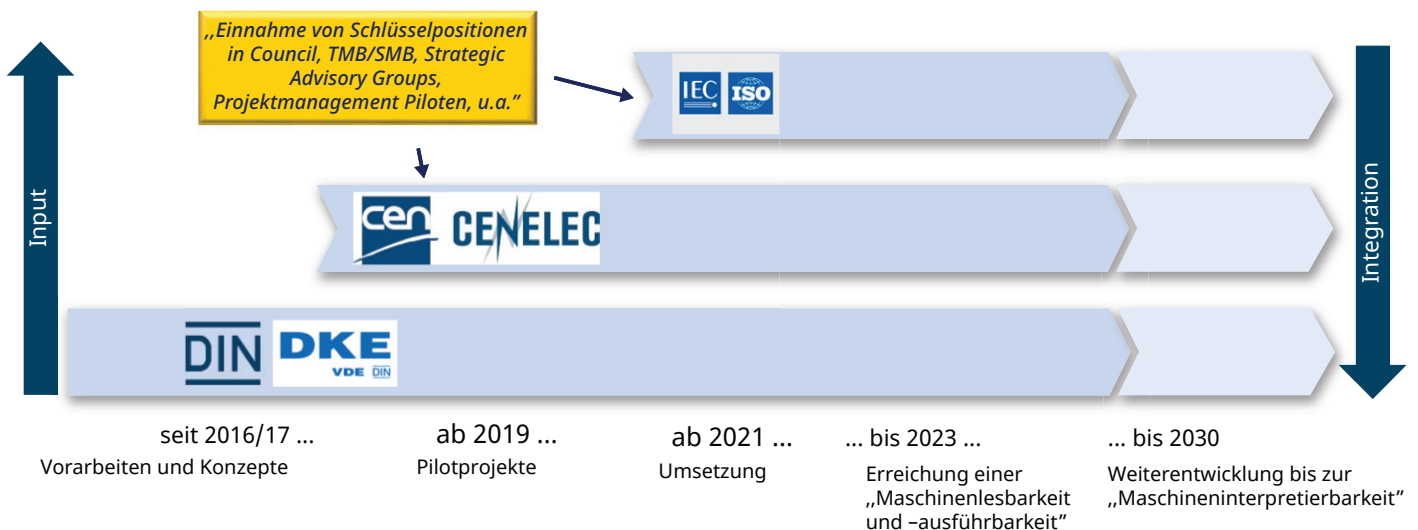 „Einnahme von Schlüsselpositionen
in Council, TMB/SMB, Strategic
Advisory Groups,
Projektmanagement Piloten, u.a.”
IEC ISO
Input
Integration
cen CENELEC
DIN DKE
VDE DIN
seit 2016/17 ...
Vorarbeiten und Konzepte
ab 2019 ...
Pilotprojekte
ab 2021 ...
Umsetzung
... bis 2023 ...
Erreichung einer
,,Maschinenlesbarkeit
und –ausführbarkeit”
... bis 2030
Weiterentwicklung bis zur
,,Maschineninterpretierbarkeit”